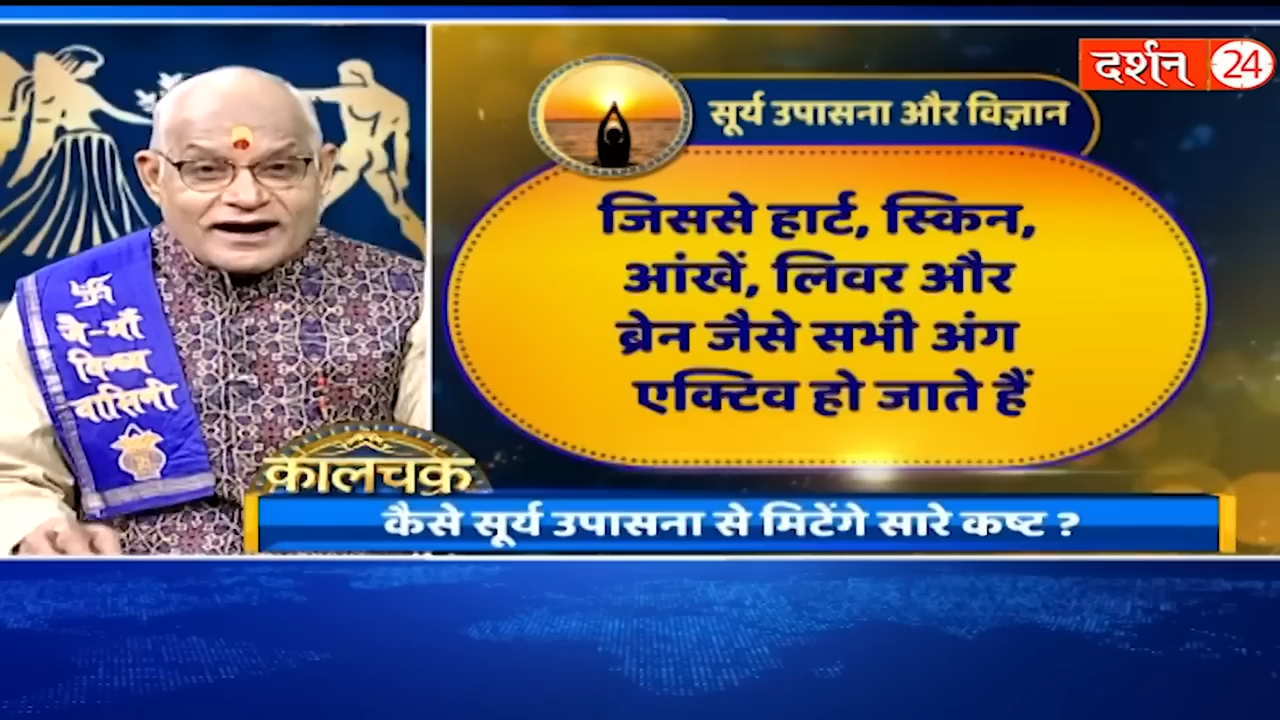 दर्शन 24
सूर्य उपासना और विज्ञान
जिससे हार्ट, स्किन,
आंखें, लिवर और
ब्रेन जैसे सभी अंग
एक्टिव हो जाते हैं
जै-माँ
विन्ध्य
वासिनी
कालचक्र
कैसे सूर्य उपासना से मिटेंगे सारे कष्ट ?